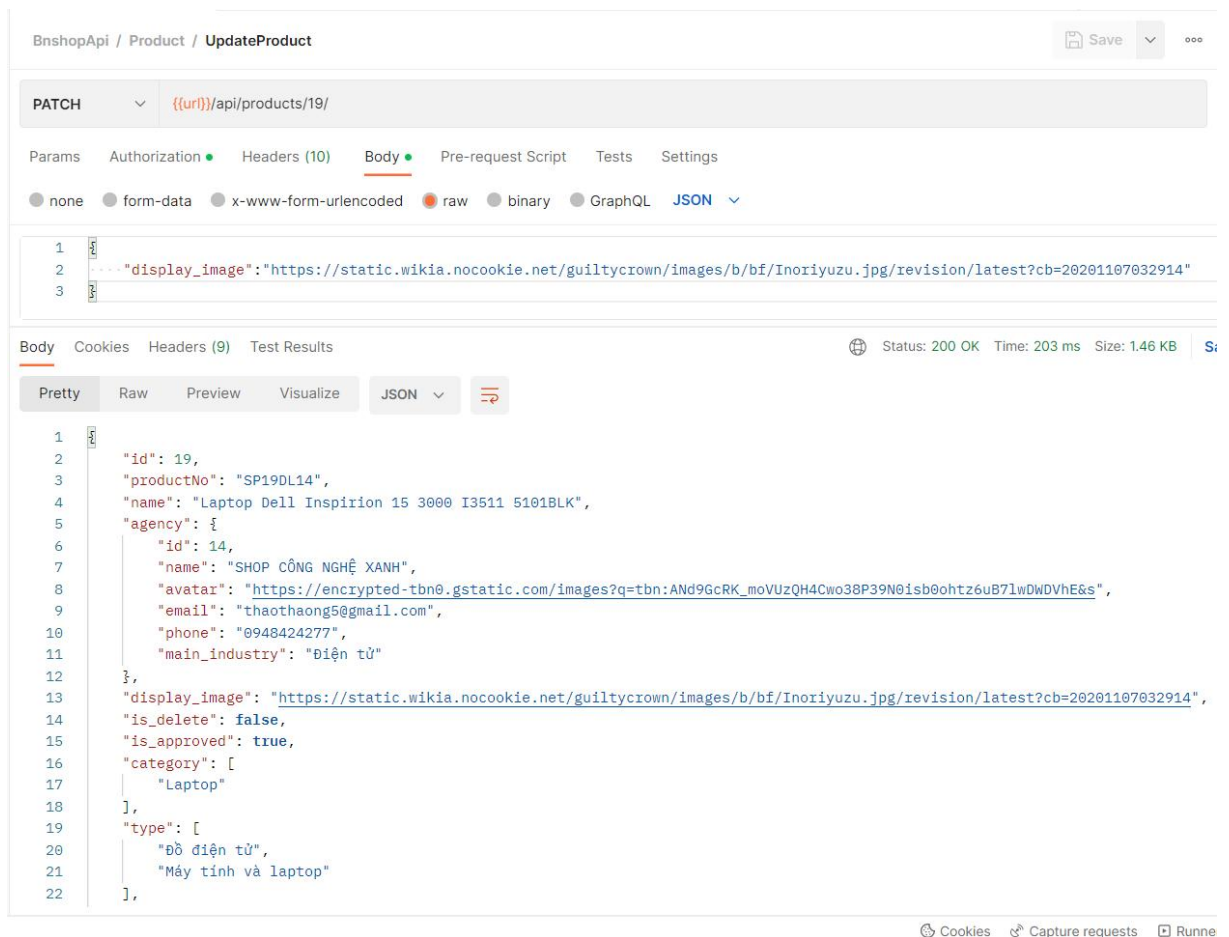 BnshopApi / Product / UpdateProduct Save
PATCH {{url}}/api/products/19/
Params Authorization Headers (10) Body Pre-request Script Tests Settings
none form-data x-www-form-urlencoded raw binary GraphQL JSON
1 {
2 "display_image":"https://static.wikia.nocookie.net/guiltycrown/images/b/bf/Inoriyuzu.jpg/revision/latest?cb=20201107032914"
3 }
Body Cookies Headers (9) Test Results Status: 200 OK Time: 203 ms Size: 1.46 KB Sa
Pretty Raw Preview Visualize JSON
1 {
2 "id": 19,
3 "productNo": "SP19DL14",
4 "name": "Laptop Dell Inspirion 15 3000 I3511 5101BLK",
5 "agency": {
6 "id": 14,
7 "name": "SHOP CÔNG NGHỆ XANH",
8 "avatar": "https://encrypted-tbn0.gstatic.com/images?q=tbn:ANd9GcRK_moVUzQH4Cwo38P39N0isb0ohtz6uB7lwDWDVhE&s",
9 "email": "thaothaong5@gmail.com",
10 "phone": "0948424277",
11 "main_industry": "Điện tử"
12 },
13 "display_image": "https://static.wikia.nocookie.net/guiltycrown/images/b/bf/Inoriyuzu.jpg/revision/latest?cb=20201107032914",
14 "is_delete": false,
15 "is_approved": true,
16 "category": [
17 "Laptop"
18 ],
19 "type": [
20 "Đồ điện tử",
21 "Máy tính và laptop"
22 ],
Cookies Capture requests Runner